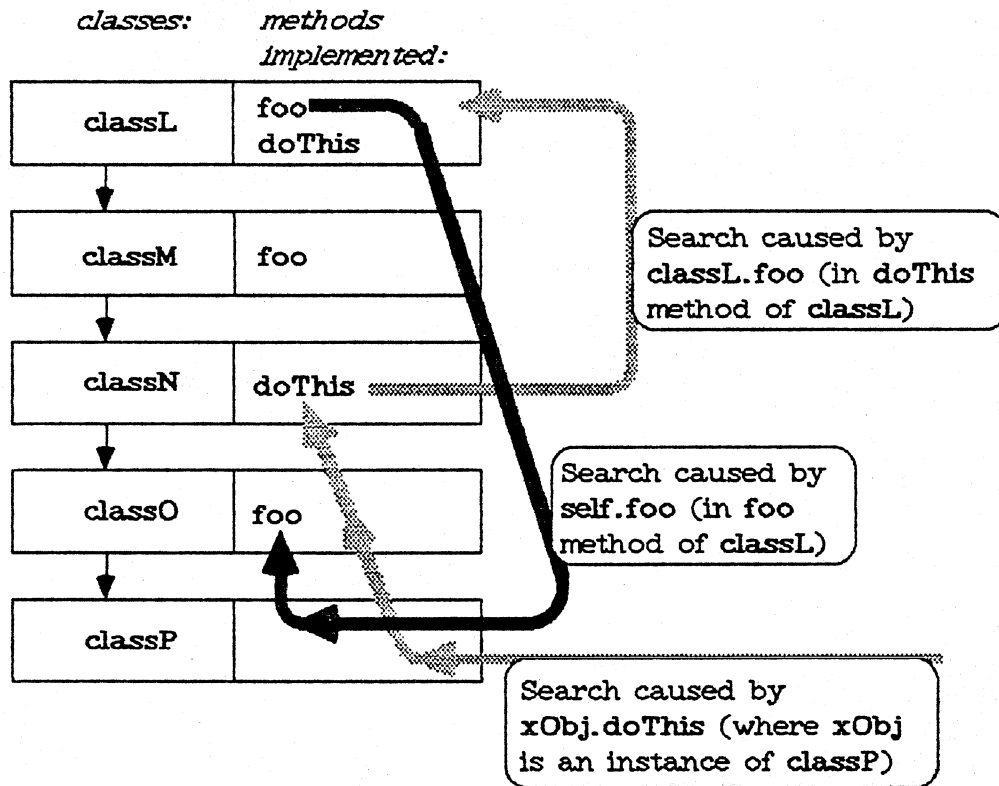 classes: methods
implemented:
classL foo
doThis
classM foo
classN doThis
classO foo
classP
Search caused by
classL.foo (in doThis
method of classL)
Search caused by
self.foo (in foo
method of classL)
Search caused by
xObj.doThis (where xObj
is an instance of classP)